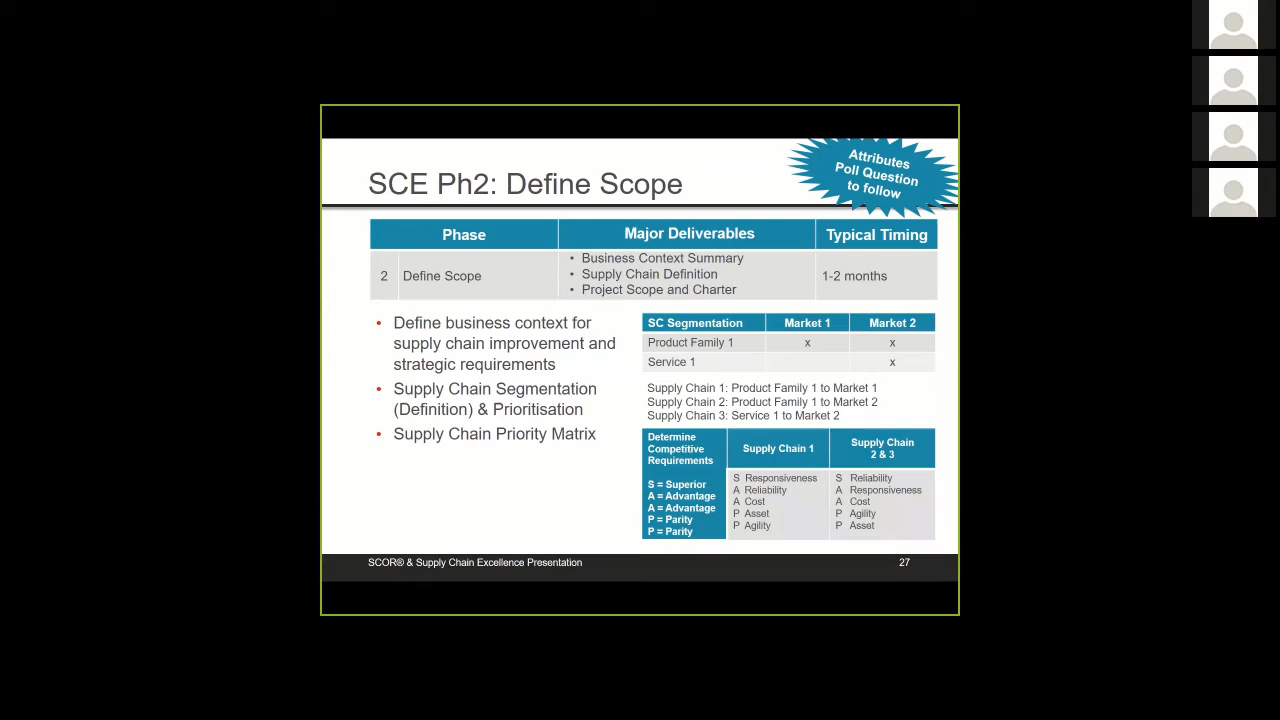 Attributes
Poll Question
to follow
SCE Ph2: Define Scope
Phase Major Deliverables Typical Timing
2 Define Scope
• Business Context Summary
• Supply Chain Definition
• Project Scope and Charter
1-2 months
• Define business context for
supply chain improvement and
strategic requirements
• Supply Chain Segmentation
(Definition) & Prioritisation
• Supply Chain Priority Matrix
SC Segmentation Market 1 Market 2
Product Family 1 x x
Service 1 x
Supply Chain 1: Product Family 1 to Market 1
Supply Chain 2: Product Family 1 to Market 2
Supply Chain 3: Service 1 to Market 2
Determine
Competitive
Requirements
S = Superior
A = Advantage
A = Advantage
P = Parity
P = Parity
Supply Chain 1
S Responsiveness
A Reliability
A Cost
P Asset
P Agility
Supply Chain
2 & 3
S Reliability
A Responsiveness
A Cost
P Agility
P Asset
SCOR® & Supply Chain Excellence Presentation 27